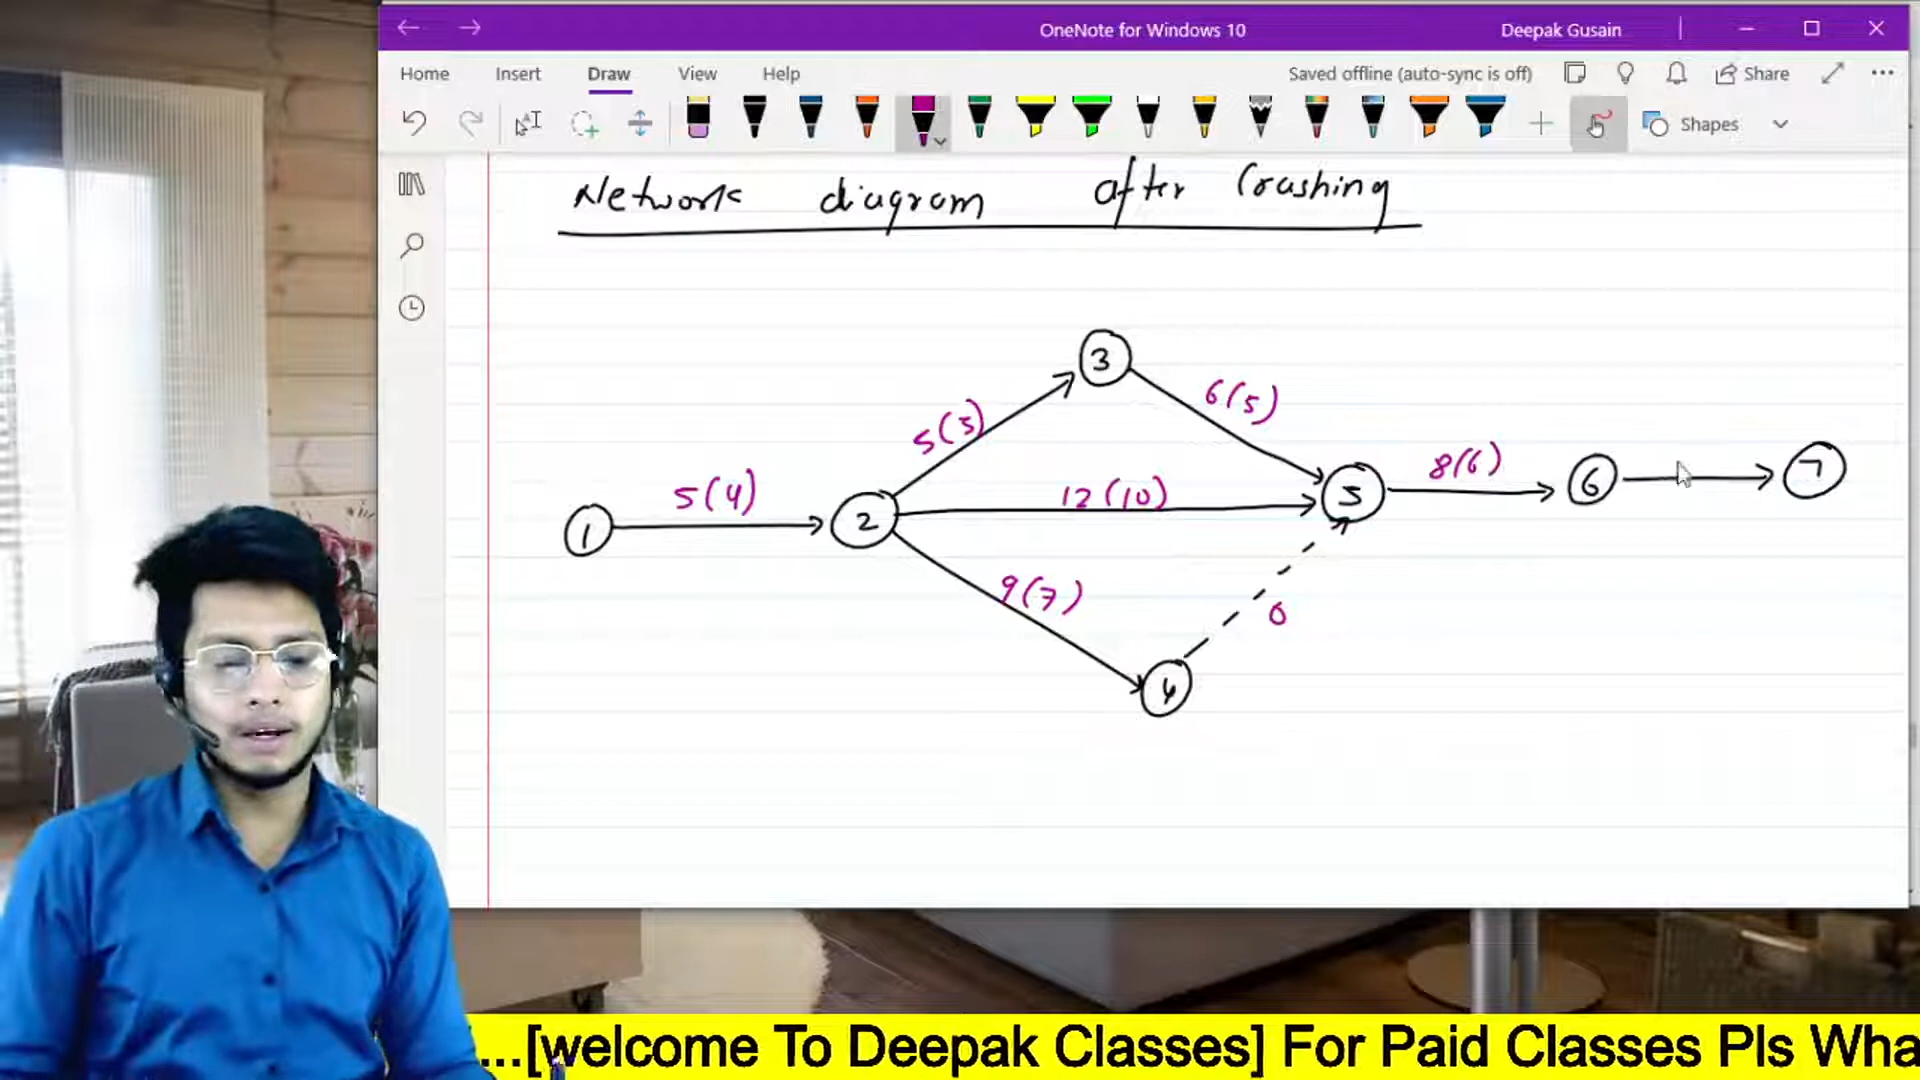 OneNote for Windows 10
Deepak Gusain
Home Insert Draw View Help
Saved offline (auto-sync is off)
Share
Shapes
Network diagram after Crashing
3
5(3)
6(5)
5(4)
12(10)
8(6)
1
2
5
6
7
9(7)
0
4
...[welcome To Deepak Classes] For Paid Classes Pls Wha